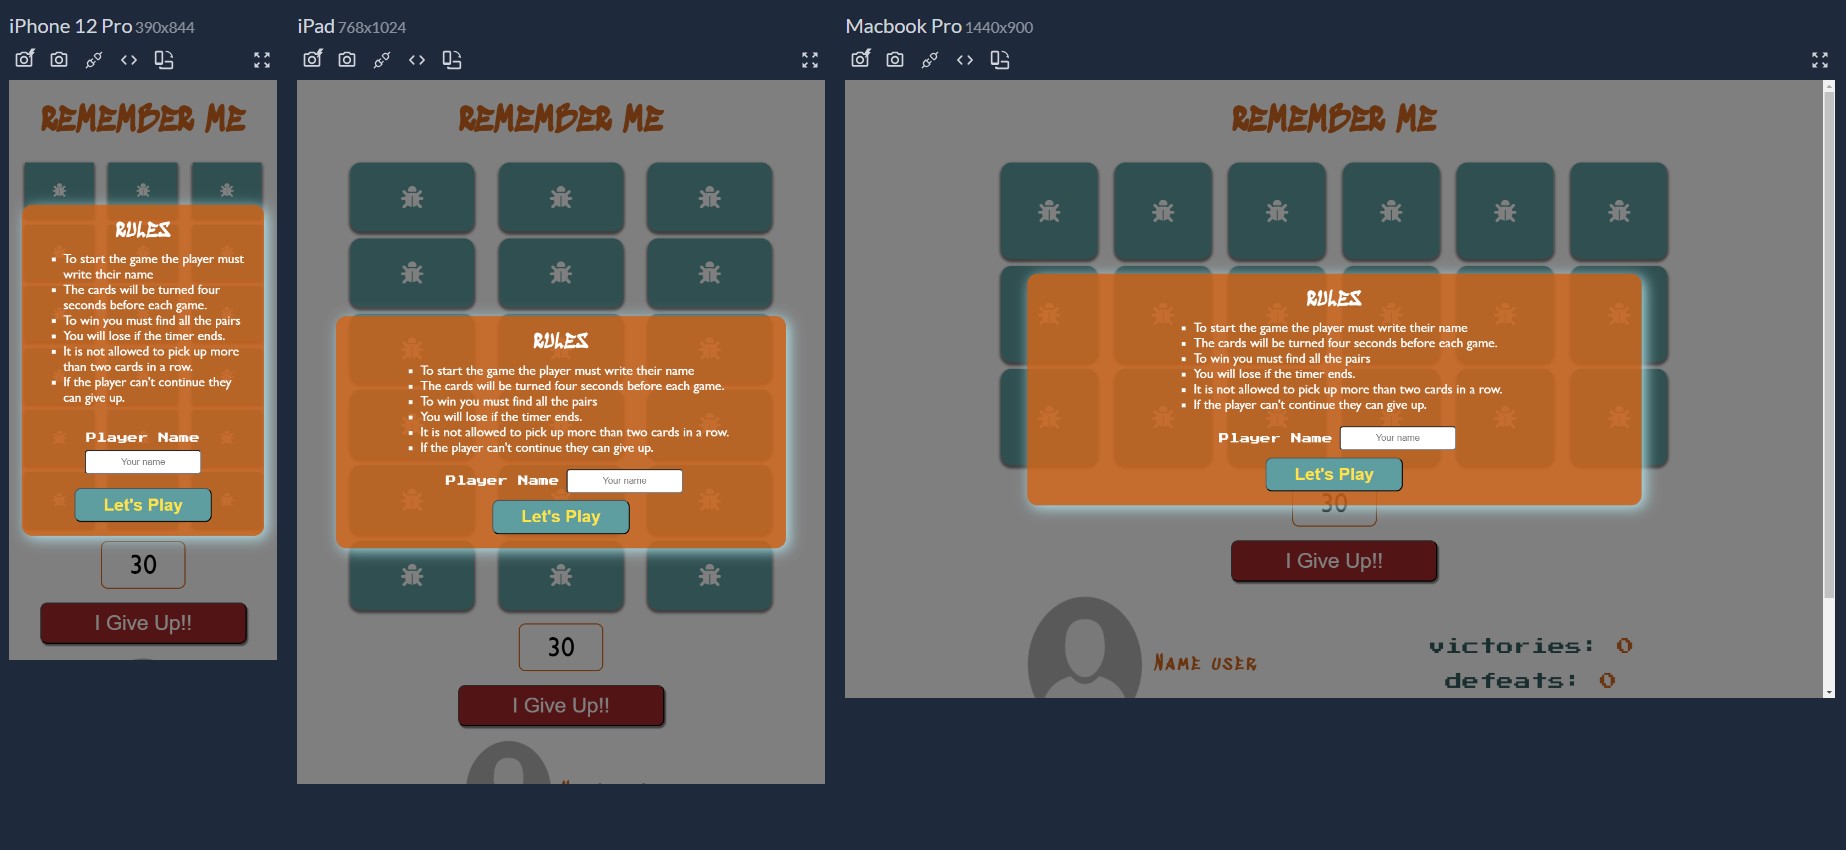 iPhone 12 Pro 390x844
REMEMBER ME
RULES
To start the game the player must
write their name
The cards will be turned four
seconds before each game.
To win you must find all the pairs
You will lose if the timer ends.
It is not allowed to pick up more
than two cards in a row.
If the player can't continue they
can give up.
Player Name
Your name
Let's Play
30
I Give Up!!
iPad 768x1024
REMEMBER ME
RULES
To start the game the player must write their name
The cards will be turned four seconds before each game.
To win you must find all the pairs
You will lose if the timer ends.
It is not allowed to pick up more than two cards in a row.
If the player can't continue they can give up.
Player Name Your name
Let's Play
30
I Give Up!!
Macbook Pro 1440x900
REMEMBER ME
RULES
To start the game the player must write their name
The cards will be turned four seconds before each game.
To win you must find all the pairs
You will lose if the timer ends.
It is not allowed to pick up more than two cards in a row.
If the player can't continue they can give up.
Player Name Your name
Let's Play
30
I Give Up!!
NAME USER
victories: 0
defeats: 0